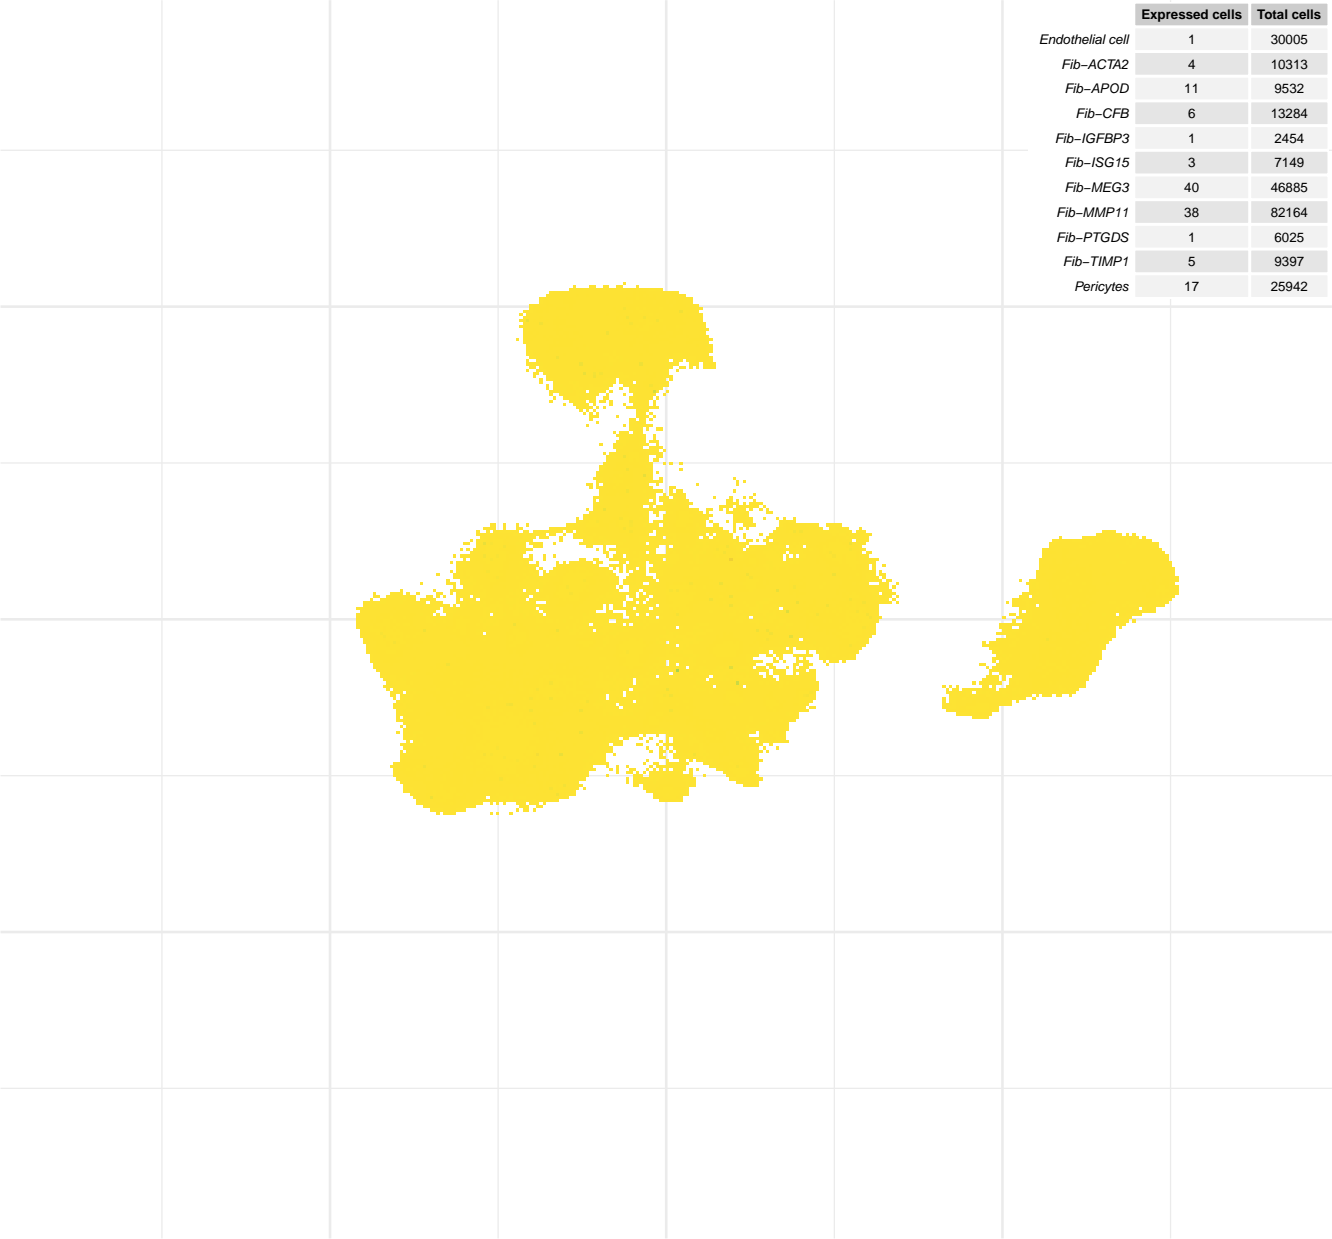 Expressed cells Total cells
Endothelial cell 1 30005
Fib−ACTA2 4 10313
Fib−APOD 11 9532
Fib−CFB 6 13284
Fib−IGFBP3 1 2454
Fib−ISG15 3 7149
Fib−MEG3 40 46885
Fib−MMP11 38 82164
Fib−PTGDS 1 6025
Fib−TIMP1 5 9397
Pericytes 17 25942